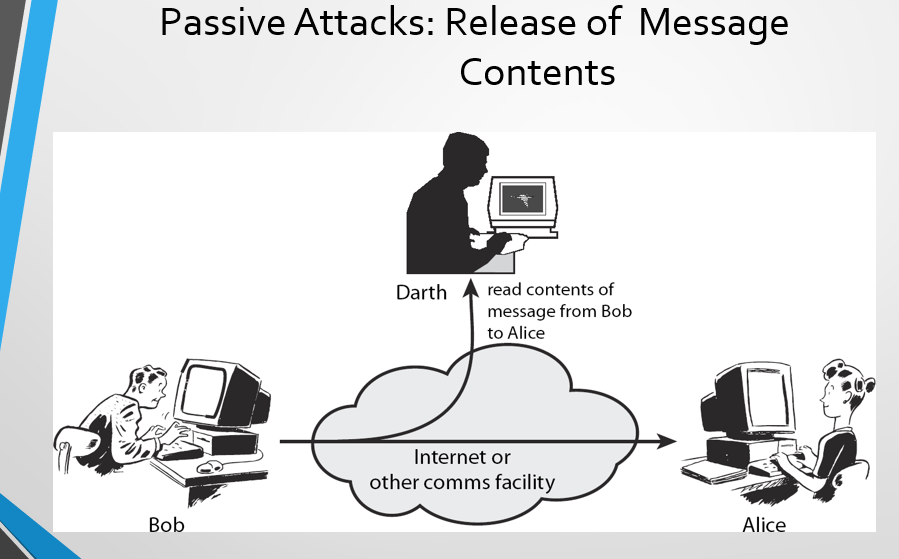 Passive Attacks: Release of Message
Contents
Darth
read contents of
message from Bob
to Alice
Internet or
other comms facility
Bob
Alice